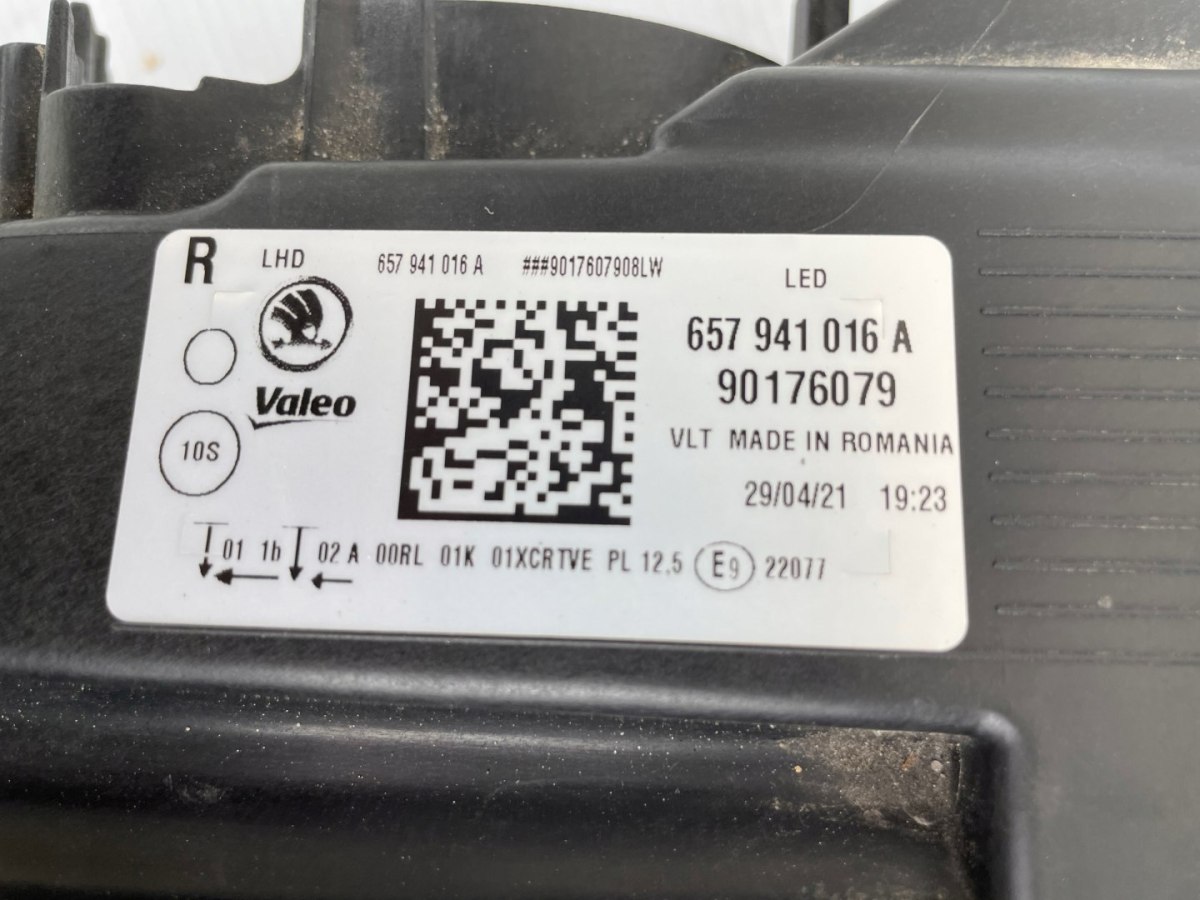 R LHD 657 941 016 A ###9017607908LW LED
657 941 016 A
Valeo 90176079
10S VLT MADE IN ROMANIA
29/04/21 19:23
01 1b 02 A 00RL 01K 01XCRTVE PL 12,5 E9 22077